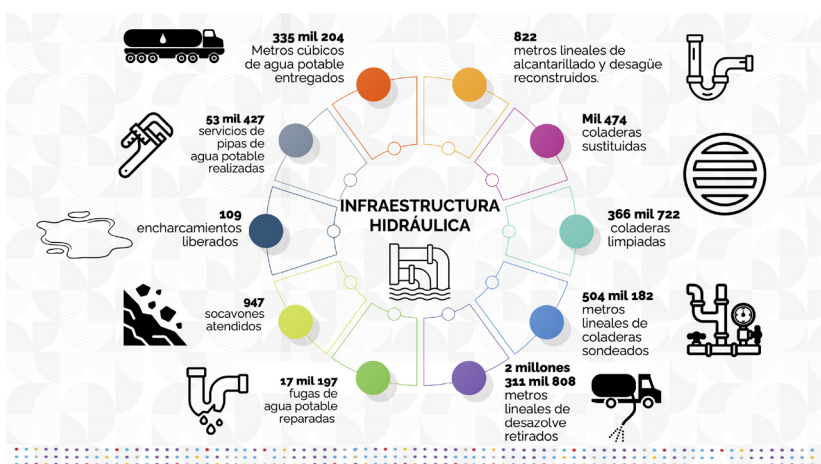 335 mil 204
Metros cúbicos
de agua potable
entregados
822
metros lineales de
alcantarillado y desagüe
reconstruidos.
53 mil 427
servicios de
pipas de
agua potable
realizadas
Mil 474
coladeras
sustituidas
INFRAESTRUCTURA
HIDRÁULICA
109
encharcamientos
liberados
366 mil 722
coladeras
limpiadas
947
socavones
atendidos
504 mil 182
metros
lineales de
coladeras
sondeados
17 mil 197
fugas de
agua potable
reparadas
2 millones
311 mil 808
metros
lineales de
desazolve
retirados